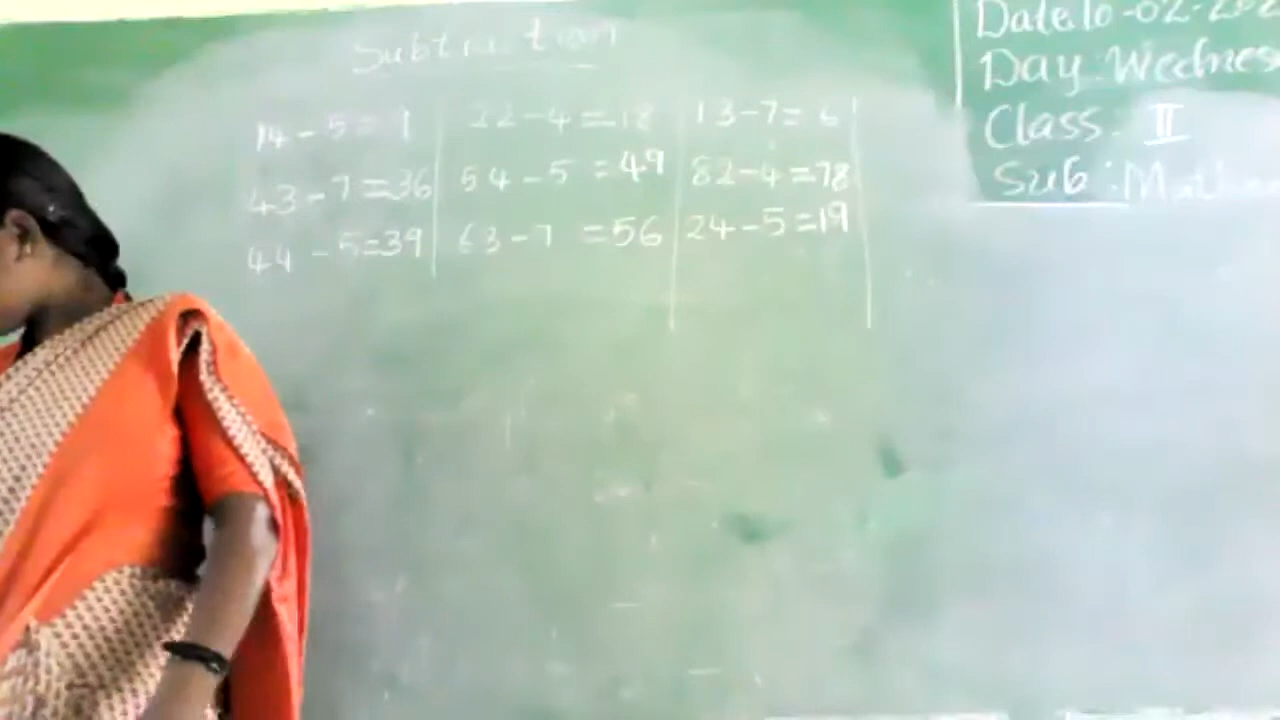 Subtraction
14-5= 1 22-4=18 13-7= 6
43-7=36 54-5=49 82-4=78
44-5=39 63-7=56 24-5=19
Date:10-02-202
Day:Wednes
Class: II
Sub:Math